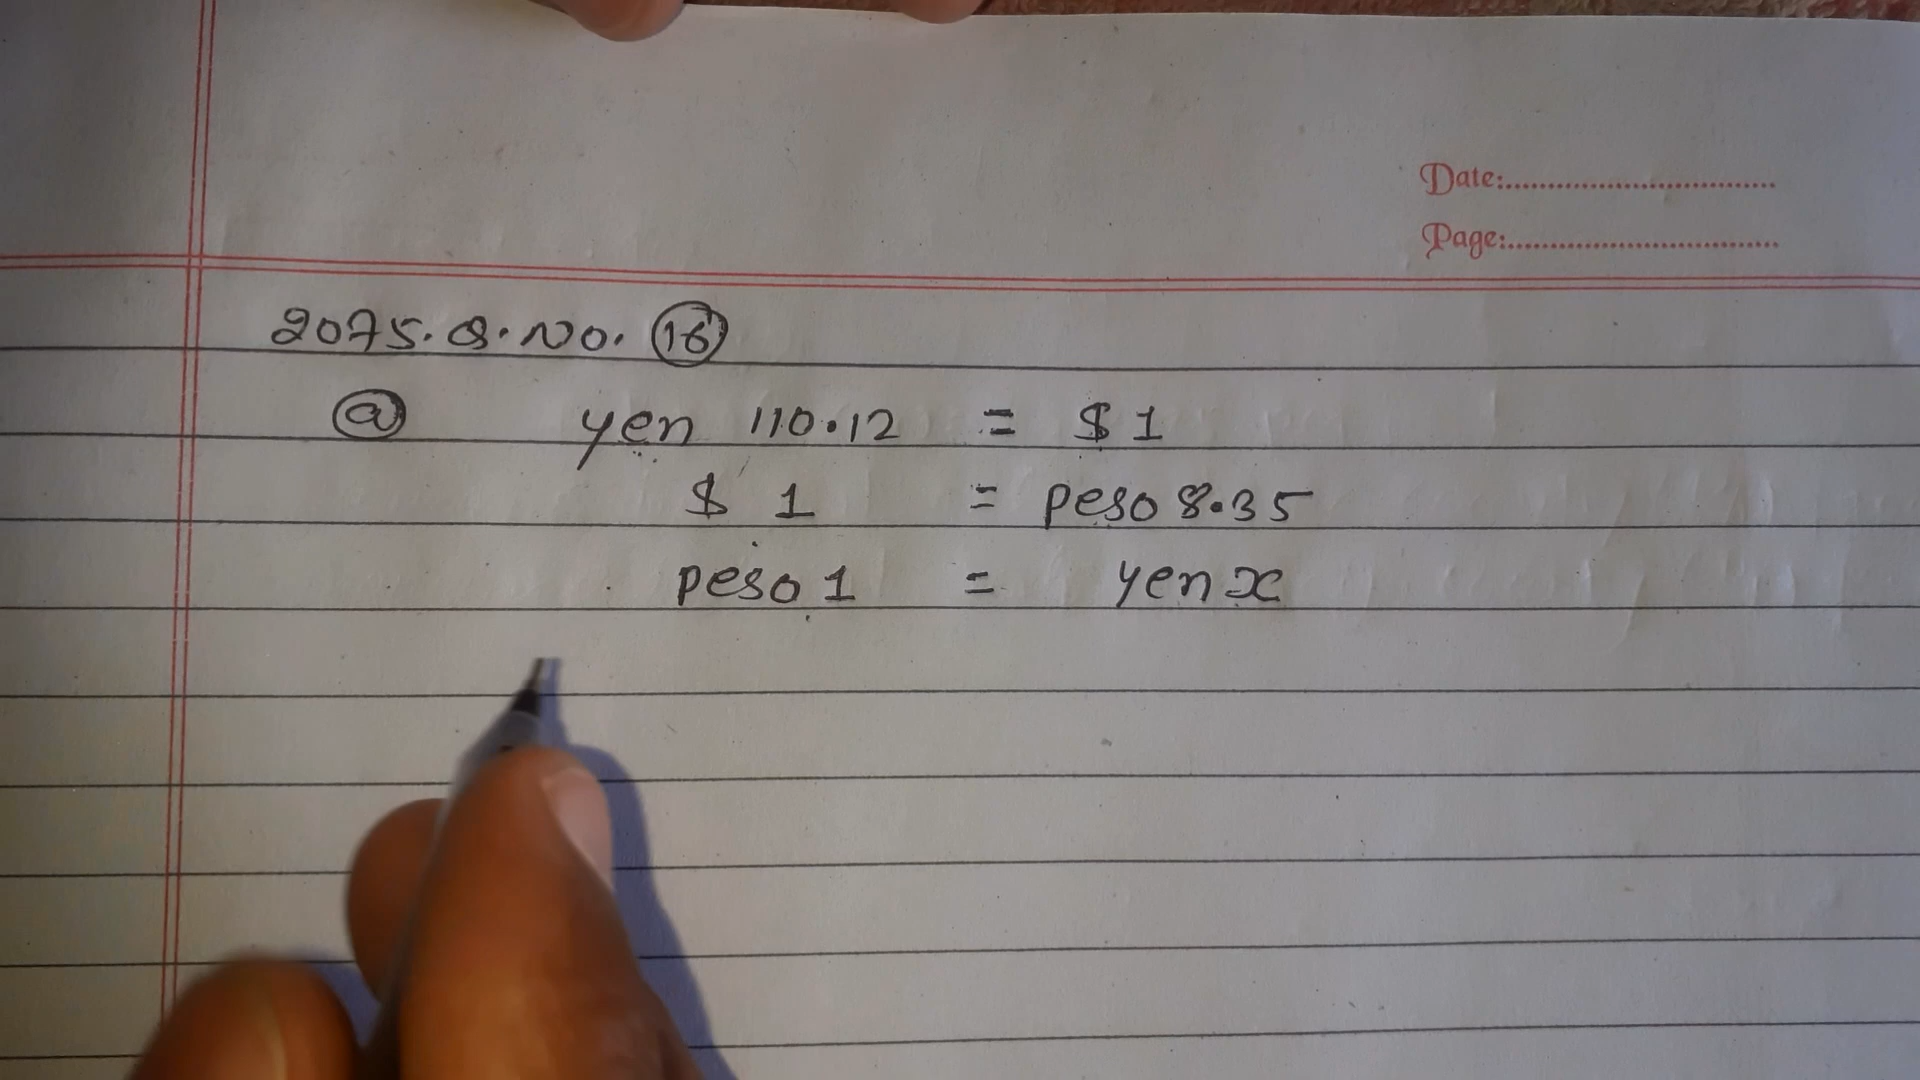 Date:
Page:
2075. Q. No. 16
a yen 110.12 = $ 1
$ 1 = peso 8.35
peso 1 = yen x